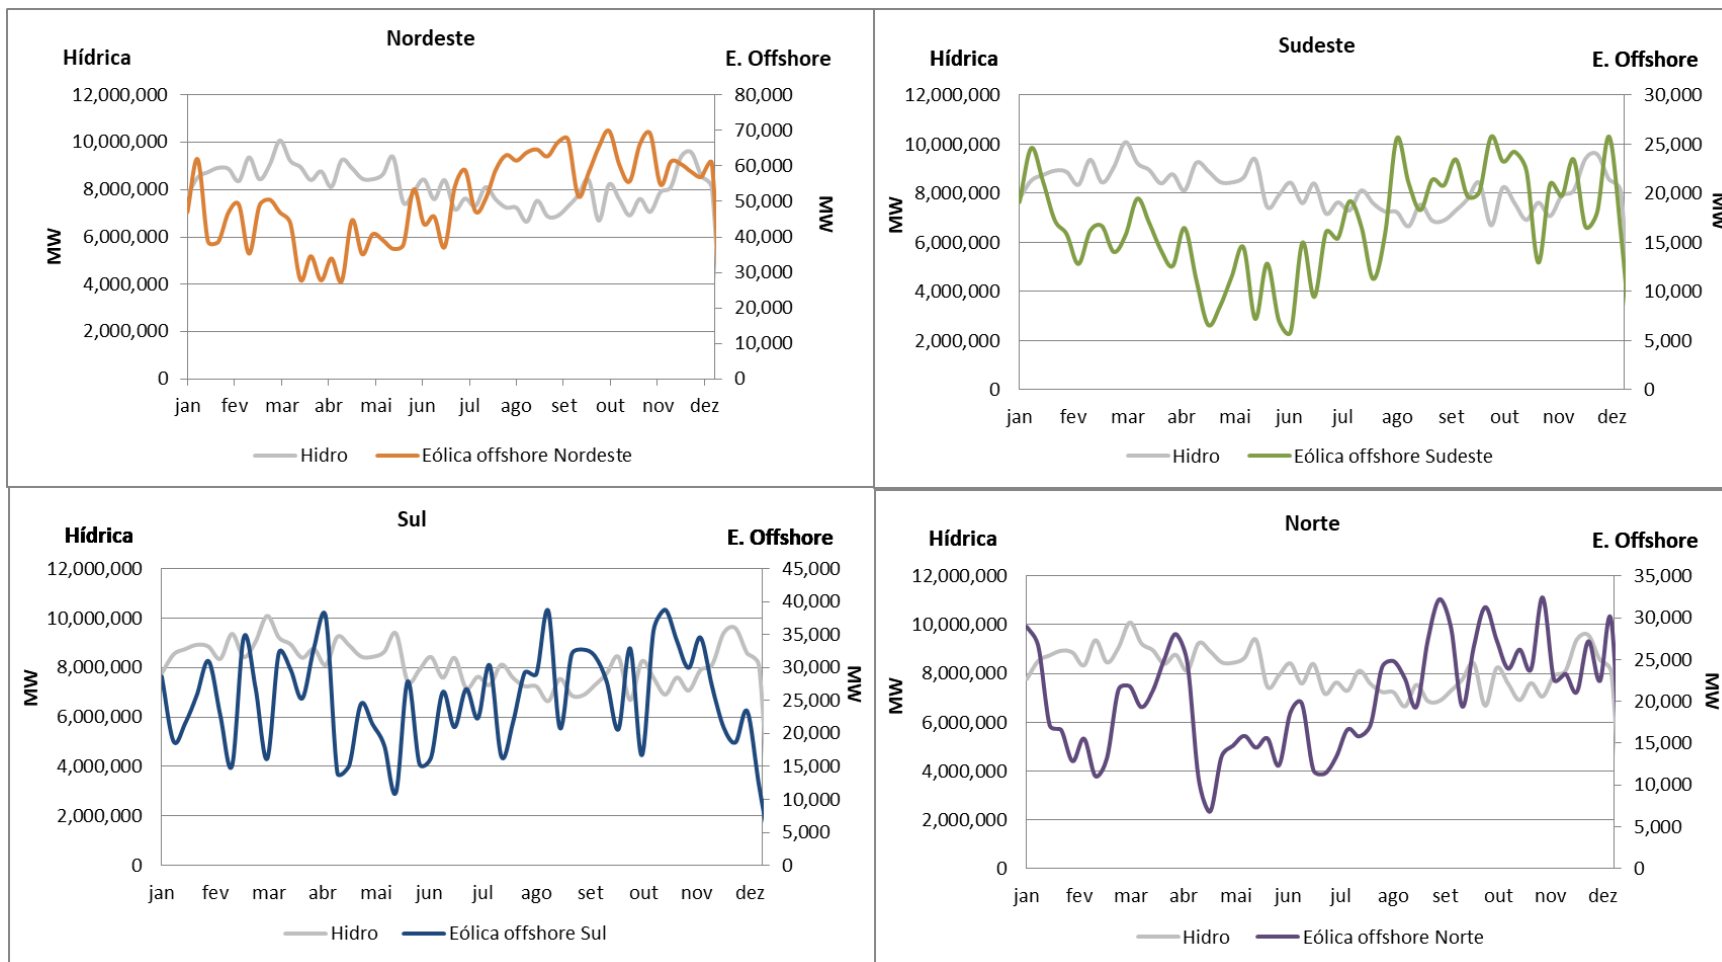 Nordeste
Hídrica
E. Offshore
12,000,000
10,000,000
8,000,000
6,000,000
4,000,000
2,000,000
0
MW
80,000
70,000
60,000
50,000
40,000
30,000
20,000
10,000
0
MW
jan fev mar abr mai jun jul ago set out nov dez
Hidro Eólica offshore Nordeste
Sudeste
Hídrica
E. Offshore
12,000,000
10,000,000
8,000,000
6,000,000
4,000,000
2,000,000
0
MW
30,000
25,000
20,000
15,000
10,000
5,000
0
MW
jan fev mar abr mai jun jul ago set out nov dez
Hidro Eólica offshore Sudeste
Sul
Hídrica
E. Offshore
12,000,000
10,000,000
8,000,000
6,000,000
4,000,000
2,000,000
0
MW
45,000
40,000
35,000
30,000
25,000
20,000
15,000
10,000
5,000
0
MW
jan fev mar abr mai jun jul ago set out nov dez
Hidro Eólica offshore Sul
Norte
Hídrica
E. Offshore
12,000,000
10,000,000
8,000,000
6,000,000
4,000,000
2,000,000
0
MW
35,000
30,000
25,000
20,000
15,000
10,000
5,000
0
MW
jan fev mar abr mai jun jul ago set out nov dez
Hidro Eólica offshore Norte